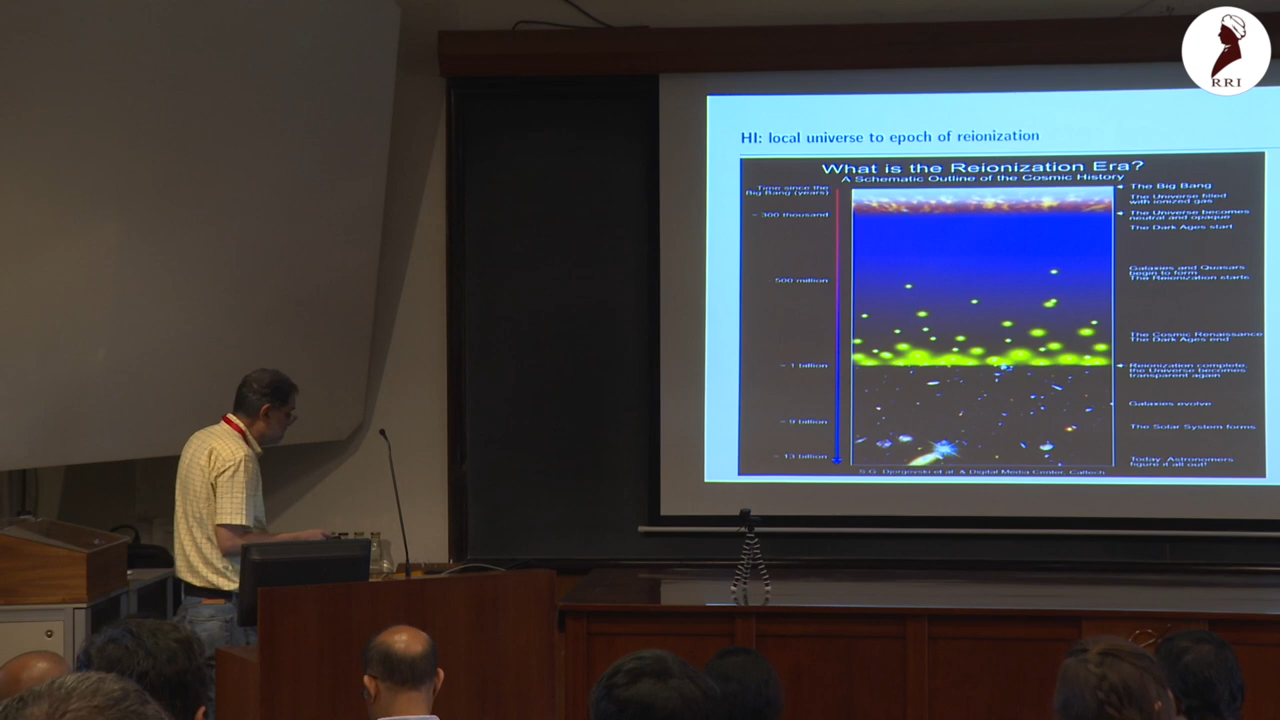 RRI
HI: local universe to epoch of reionization
What is the Reionization Era?
A Schematic Outline of the Cosmic History
Time since the
Big Bang (years)
~ 300 thousand
500 million
~ 1 billion
~ 9 billion
~ 13 billion
The Big Bang
The Universe filled
with ionized gas
The Universe becomes
neutral and opaque
The Dark Ages start
Galaxies and Quasars
begin to form
The Reionization starts
The Cosmic Renaissance
The Dark Ages end
Reionization complete,
the Universe becomes
transparent again
Galaxies evolve
The Solar System forms
Today: Astronomers
figure it all out!
S.G. Djorgovski et al. & Digital Media Center, Caltech